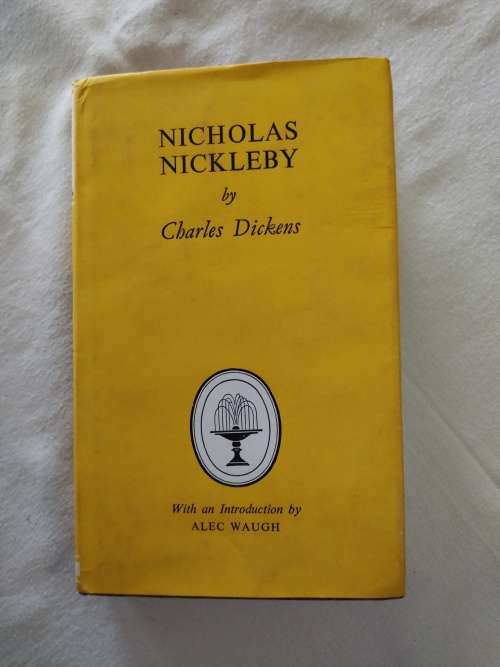 NICHOLAS
NICKLEBY
by
Charles Dickens
With an Introduction by
ALEC WAUGH